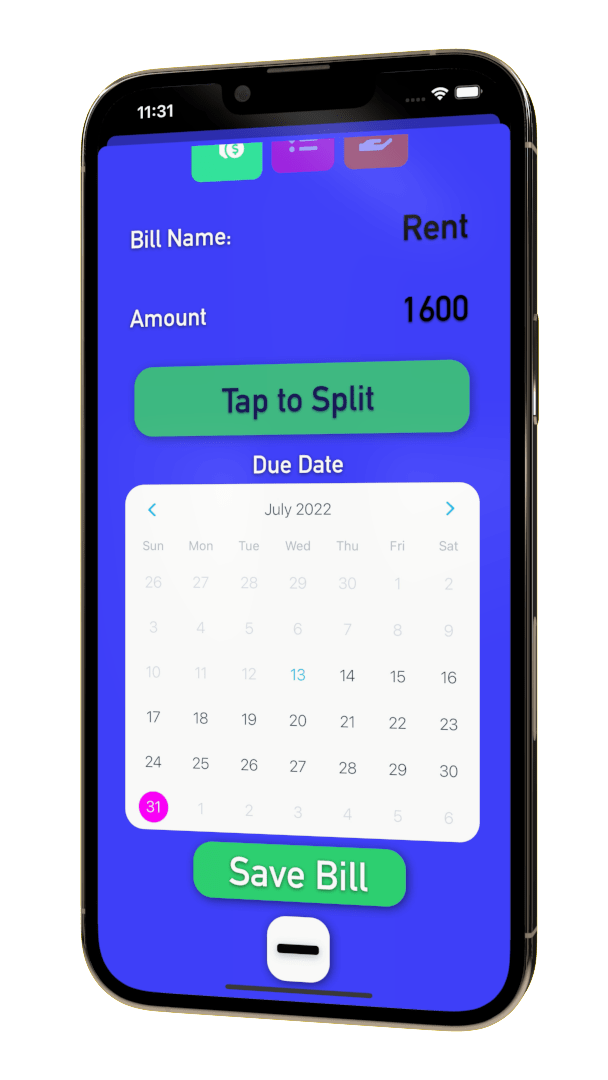 11:31
Bill Name: Rent
Amount 1600
Tap to Split
Due Date
July 2022
Sun Mon Tue Wed Thu Fri Sat
26 27 28 29 30 1 2
3 4 5 6 7 8 9
10 11 12 13 14 15 16
17 18 19 20 21 22 23
24 25 26 27 28 29 30
31 1 2 3 4 5 6
Save Bill